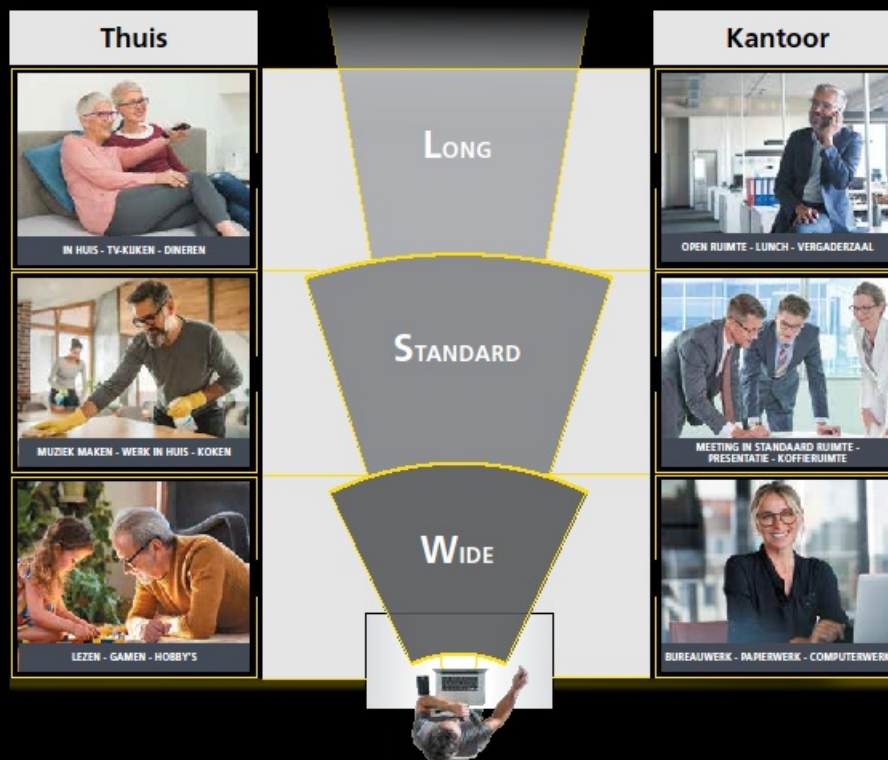 Thuis
Kantoor
LONG
IN HUIS - TV-KIJKEN - DINEREN
OPEN RUIMTE - LUNCH - VERGADERZAAL
STANDARD
MUZIEK MAKEN - WERK IN HUIS - KOKEN
MEETING IN STANDAARD RUIMTE -
PRESENTATIE - KOFFIERUIMTE
WIDE
LEZEN - GAMEN - HOBBY'S
BUREAUWERK - PAPIERWERK - COMPUTERWERK